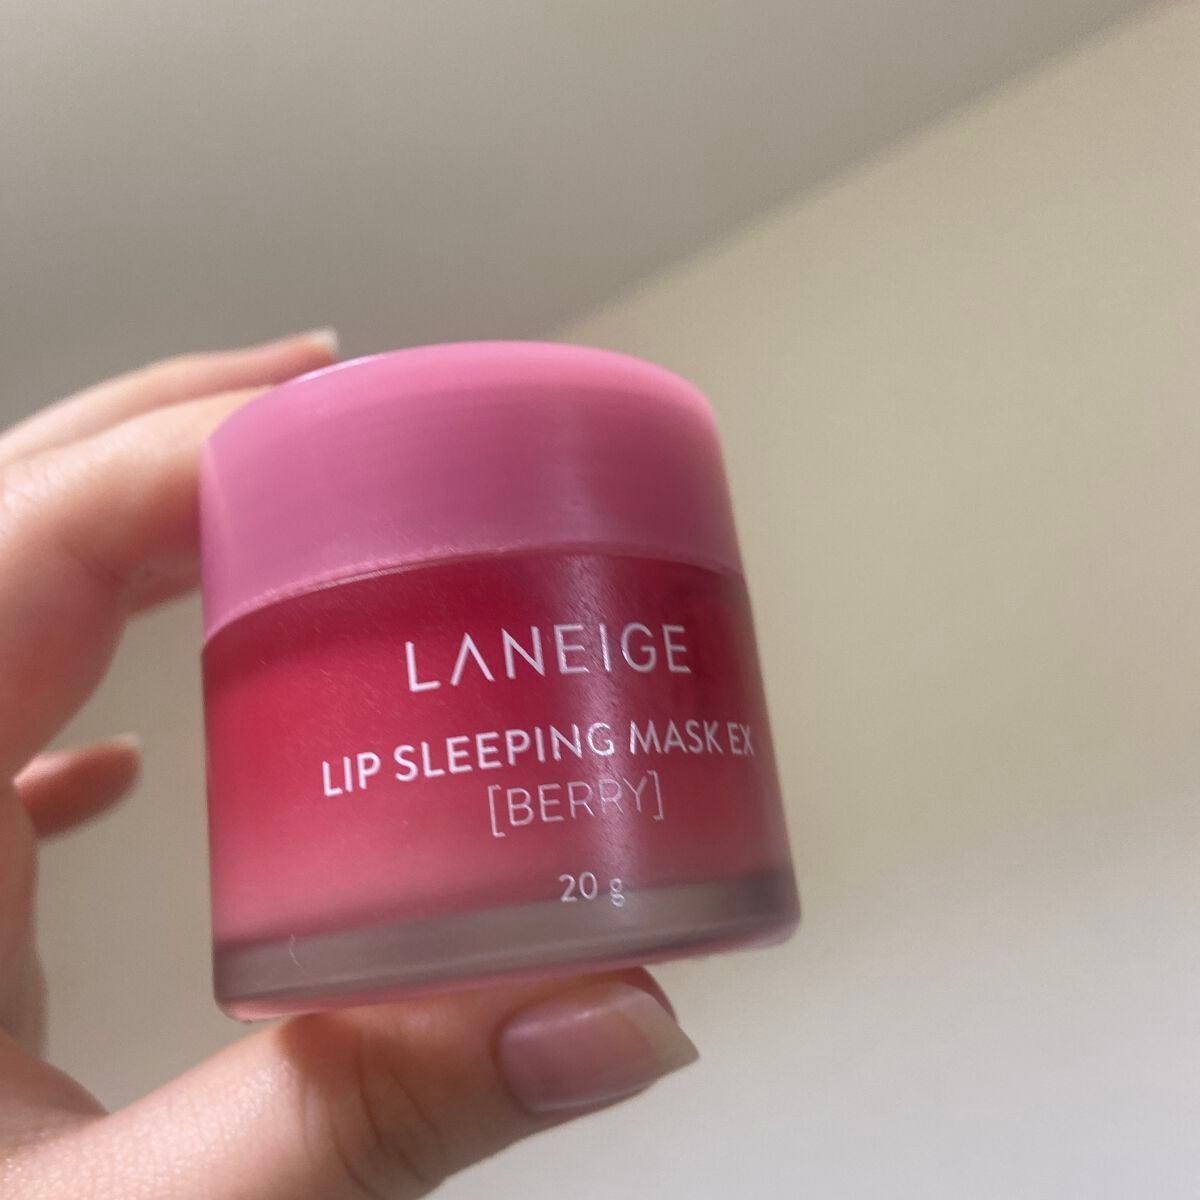 LANEIGE
LIP SLEEPING MASK EX
[BERRY]
20 g